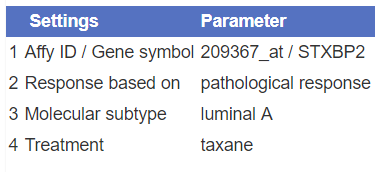 Settings Parameter
1 Affy ID / Gene symbol 209367_at / STXBP2
2 Response based on pathological response
3 Molecular subtype luminal A
4 Treatment taxane